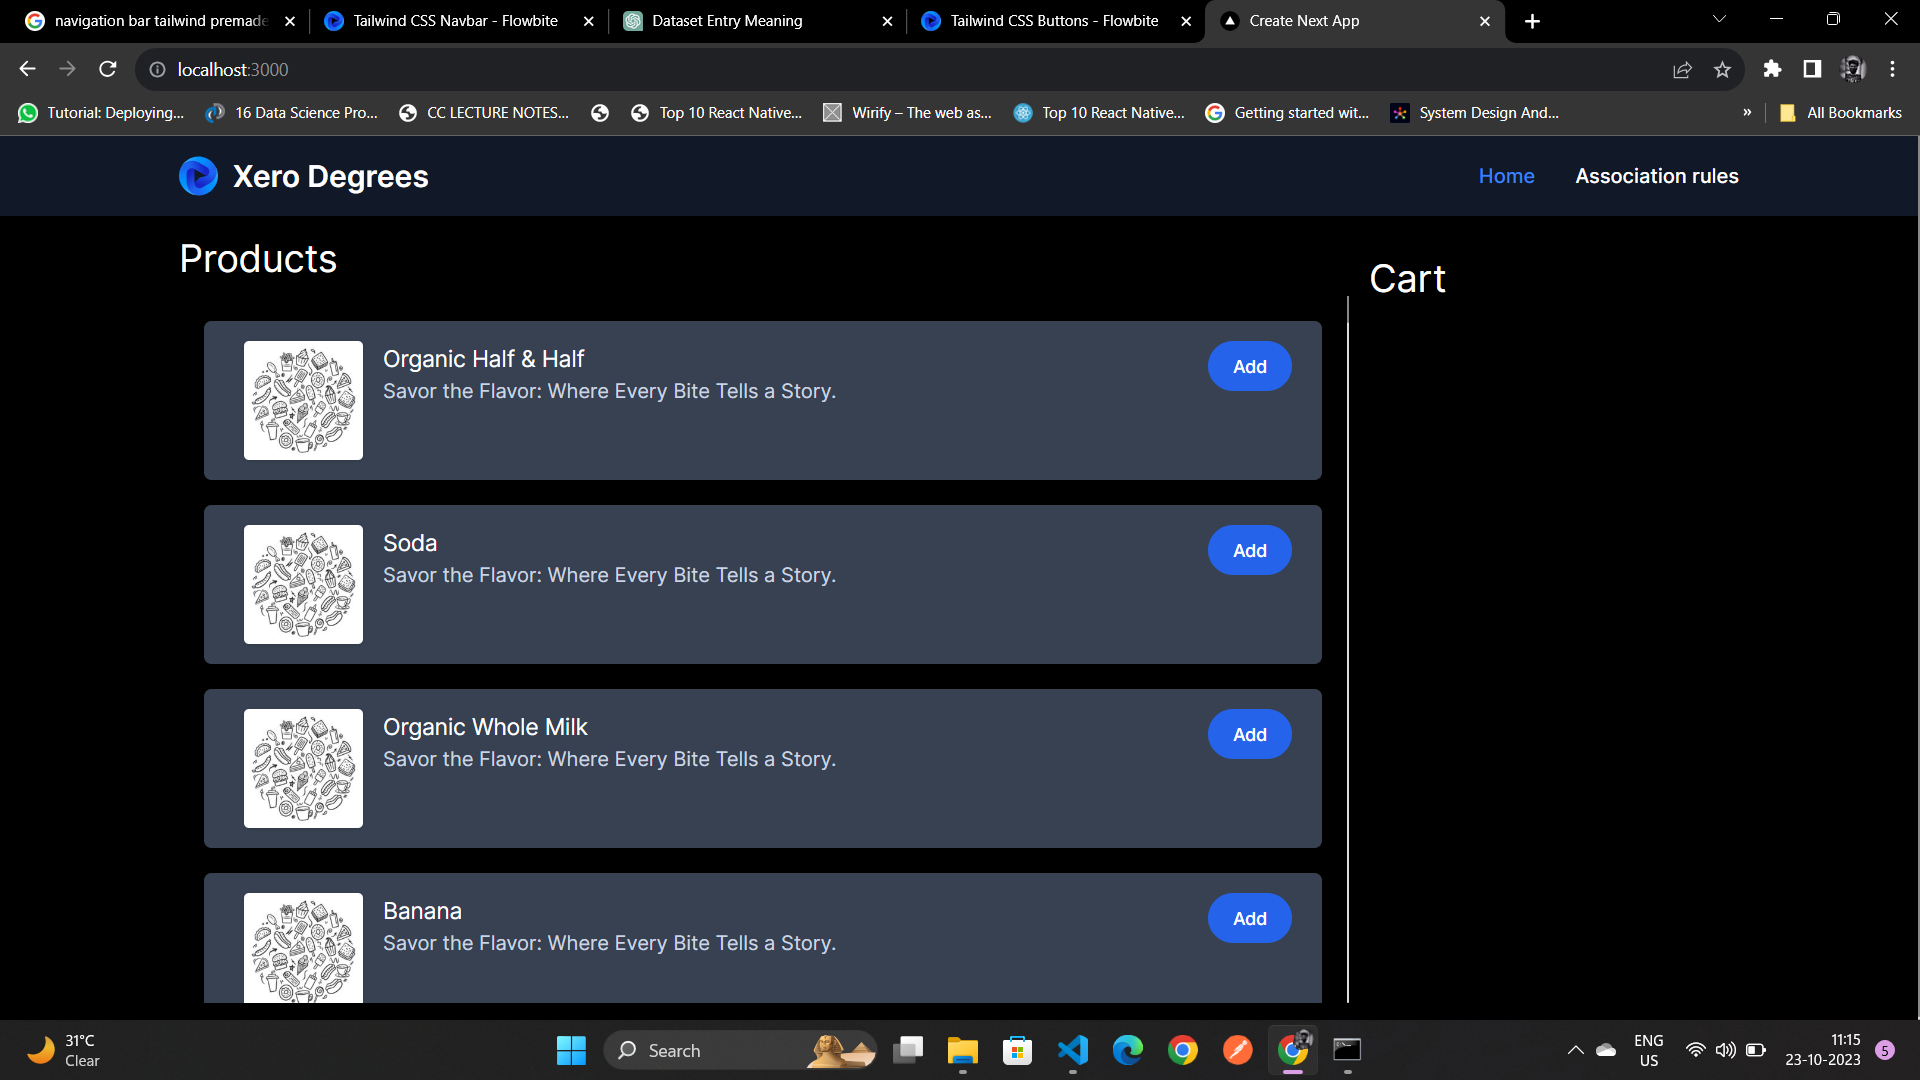 navigation bar tailwind premade
Tailwind CSS Navbar - Flowbite
Dataset Entry Meaning
Tailwind CSS Buttons - Flowbite
Create Next App
localhost:3000
Tutorial: Deploying...
16 Data Science Pro...
CC LECTURE NOTES...
Top 10 React Native...
Wirify – The web as...
Top 10 React Native...
Getting started wit...
System Design And...
»
All Bookmarks
Xero Degrees
Home
Association rules
Products
Cart
Organic Half & Half
Savor the Flavor: Where Every Bite Tells a Story.
Add
Soda
Savor the Flavor: Where Every Bite Tells a Story.
Add
Organic Whole Milk
Savor the Flavor: Where Every Bite Tells a Story.
Add
Banana
Savor the Flavor: Where Every Bite Tells a Story.
Add
31°C
Clear
Search
ENG
US
11:15
23-10-2023
5